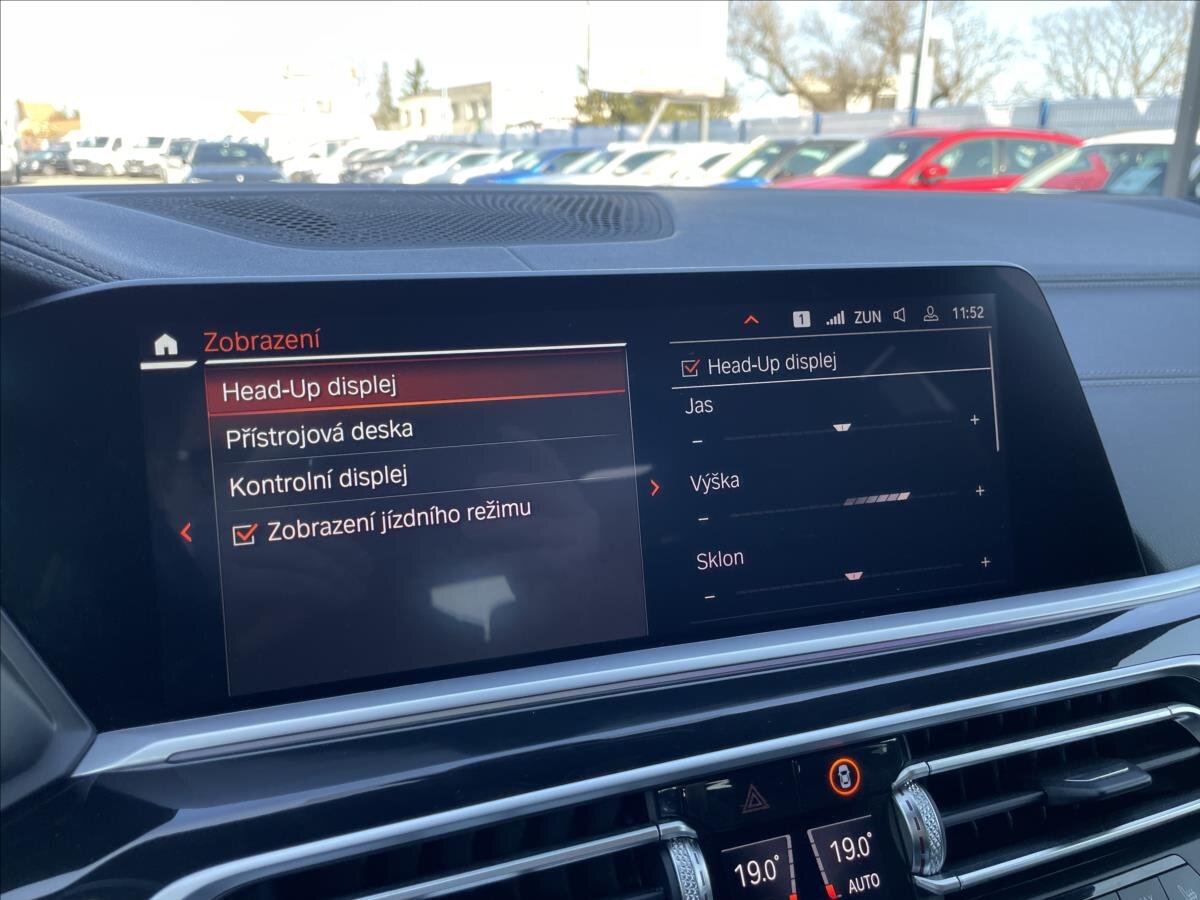 Zobrazení
1 ZUN 11:52
Head-Up displej
Přístrojová deska
Kontrolní displej
Zobrazení jízdního režimu
Head-Up displej
Jas
− +
Výška
− +
Sklon
− +
19.0°
19.0°
AUTO